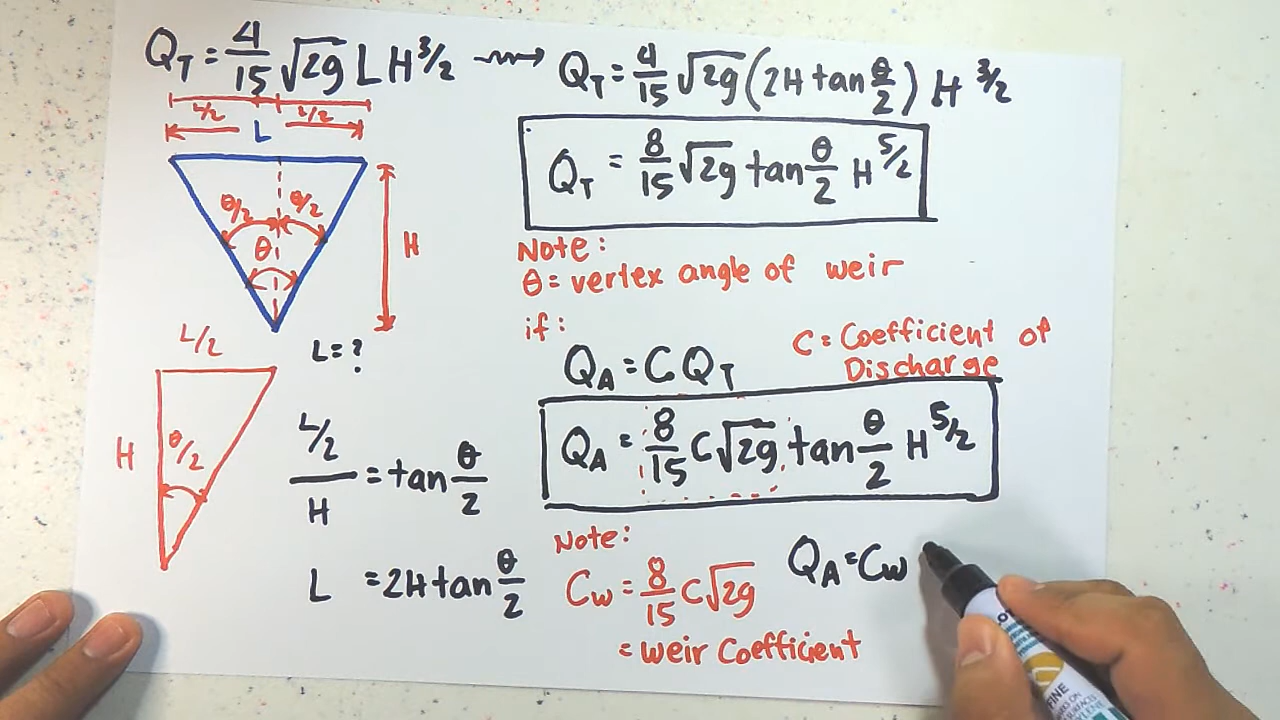 Q_T = 4/15 √2g L H^3/2 ⟿ Q_T = 4/15 √2g (2H tan θ/2) H^3/2
L/2 L/2
L
Q_T = 8/15 √2g tan θ/2 H^5/2
θ/2 θ/2
θ
H
Note:
θ = vertex angle of weir
if:
L/2
L = ?
C = Coefficient of
Discharge
Q_A = C Q_T
H
θ/2
L/2 / H = tan θ/2
Q_A = 8/15 C √2g tan θ/2 H^5/2
L = 2H tan θ/2
Note:
Cw = 8/15 C √2g
= weir Coefficient
Q_A = Cw
FINE